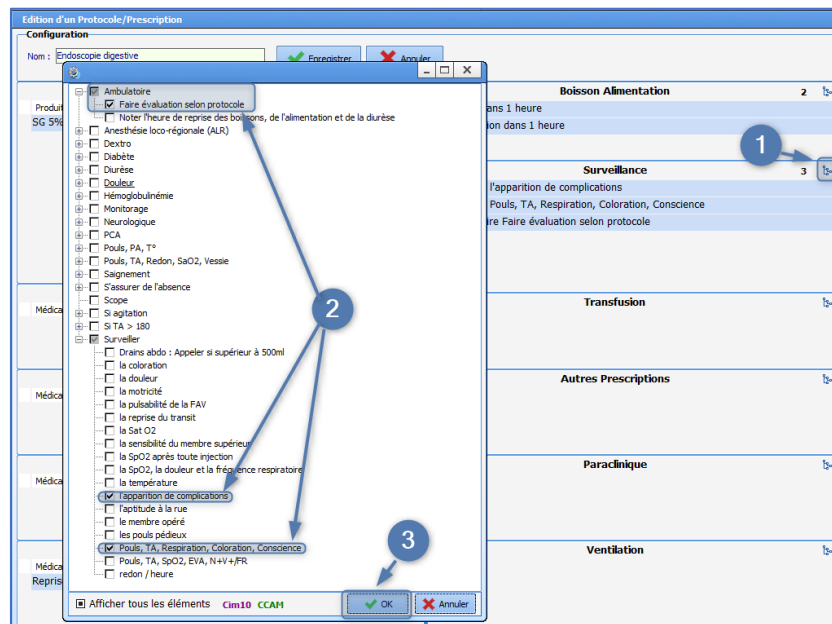 Edition d'un Protocole/Prescription
Configuration
Nom : Endoscopie digestive
Enregistrer
Annuler
Produit
SG 5%
Médica
Médica
Médica
Médica
Repris
Ambulatoire
Faire évaluation selon protocole
Noter l'heure de reprise des boissons, de l'alimentation et de la diurèse
Anesthésie loco-régionale (ALR)
Dextro
Diabète
Diurèse
Douleur
Hémoglobulinémie
Monitorage
Neurologique
PCA
Pouls, PA, T°
Pouls, TA, Redon, SaO2, Vessie
Saignement
S'assurer de l'absence
Scope
Si agitation
Si TA > 180
Surveiller
Drains abdo : Appeler si supérieur à 500ml
la coloration
la douleur
la motricité
la pulsabilité de la FAV
la reprise du transit
la Sat O2
la sensibilité du membre supérieur
la SpO2 après toute injection
la SpO2, la douleur et la fréquence respiratoire
la température
l'apparition de complications
l'aptitude à la rue
le membre opéré
les pouls pédieux
Pouls, TA, Respiration, Coloration, Conscience
Pouls, TA, SpO2, EVA, N+V+/FR
redon / heure
Afficher tous les éléments Cim10 CCAM
OK
Annuler
Boisson Alimentation 2
ans 1 heure
ion dans 1 heure
1
Surveillance 3
l'apparition de complications
Pouls, TA, Respiration, Coloration, Conscience
ire Faire évaluation selon protocole
2
Transfusion
Autres Prescriptions
Paraclinique
3
Ventilation